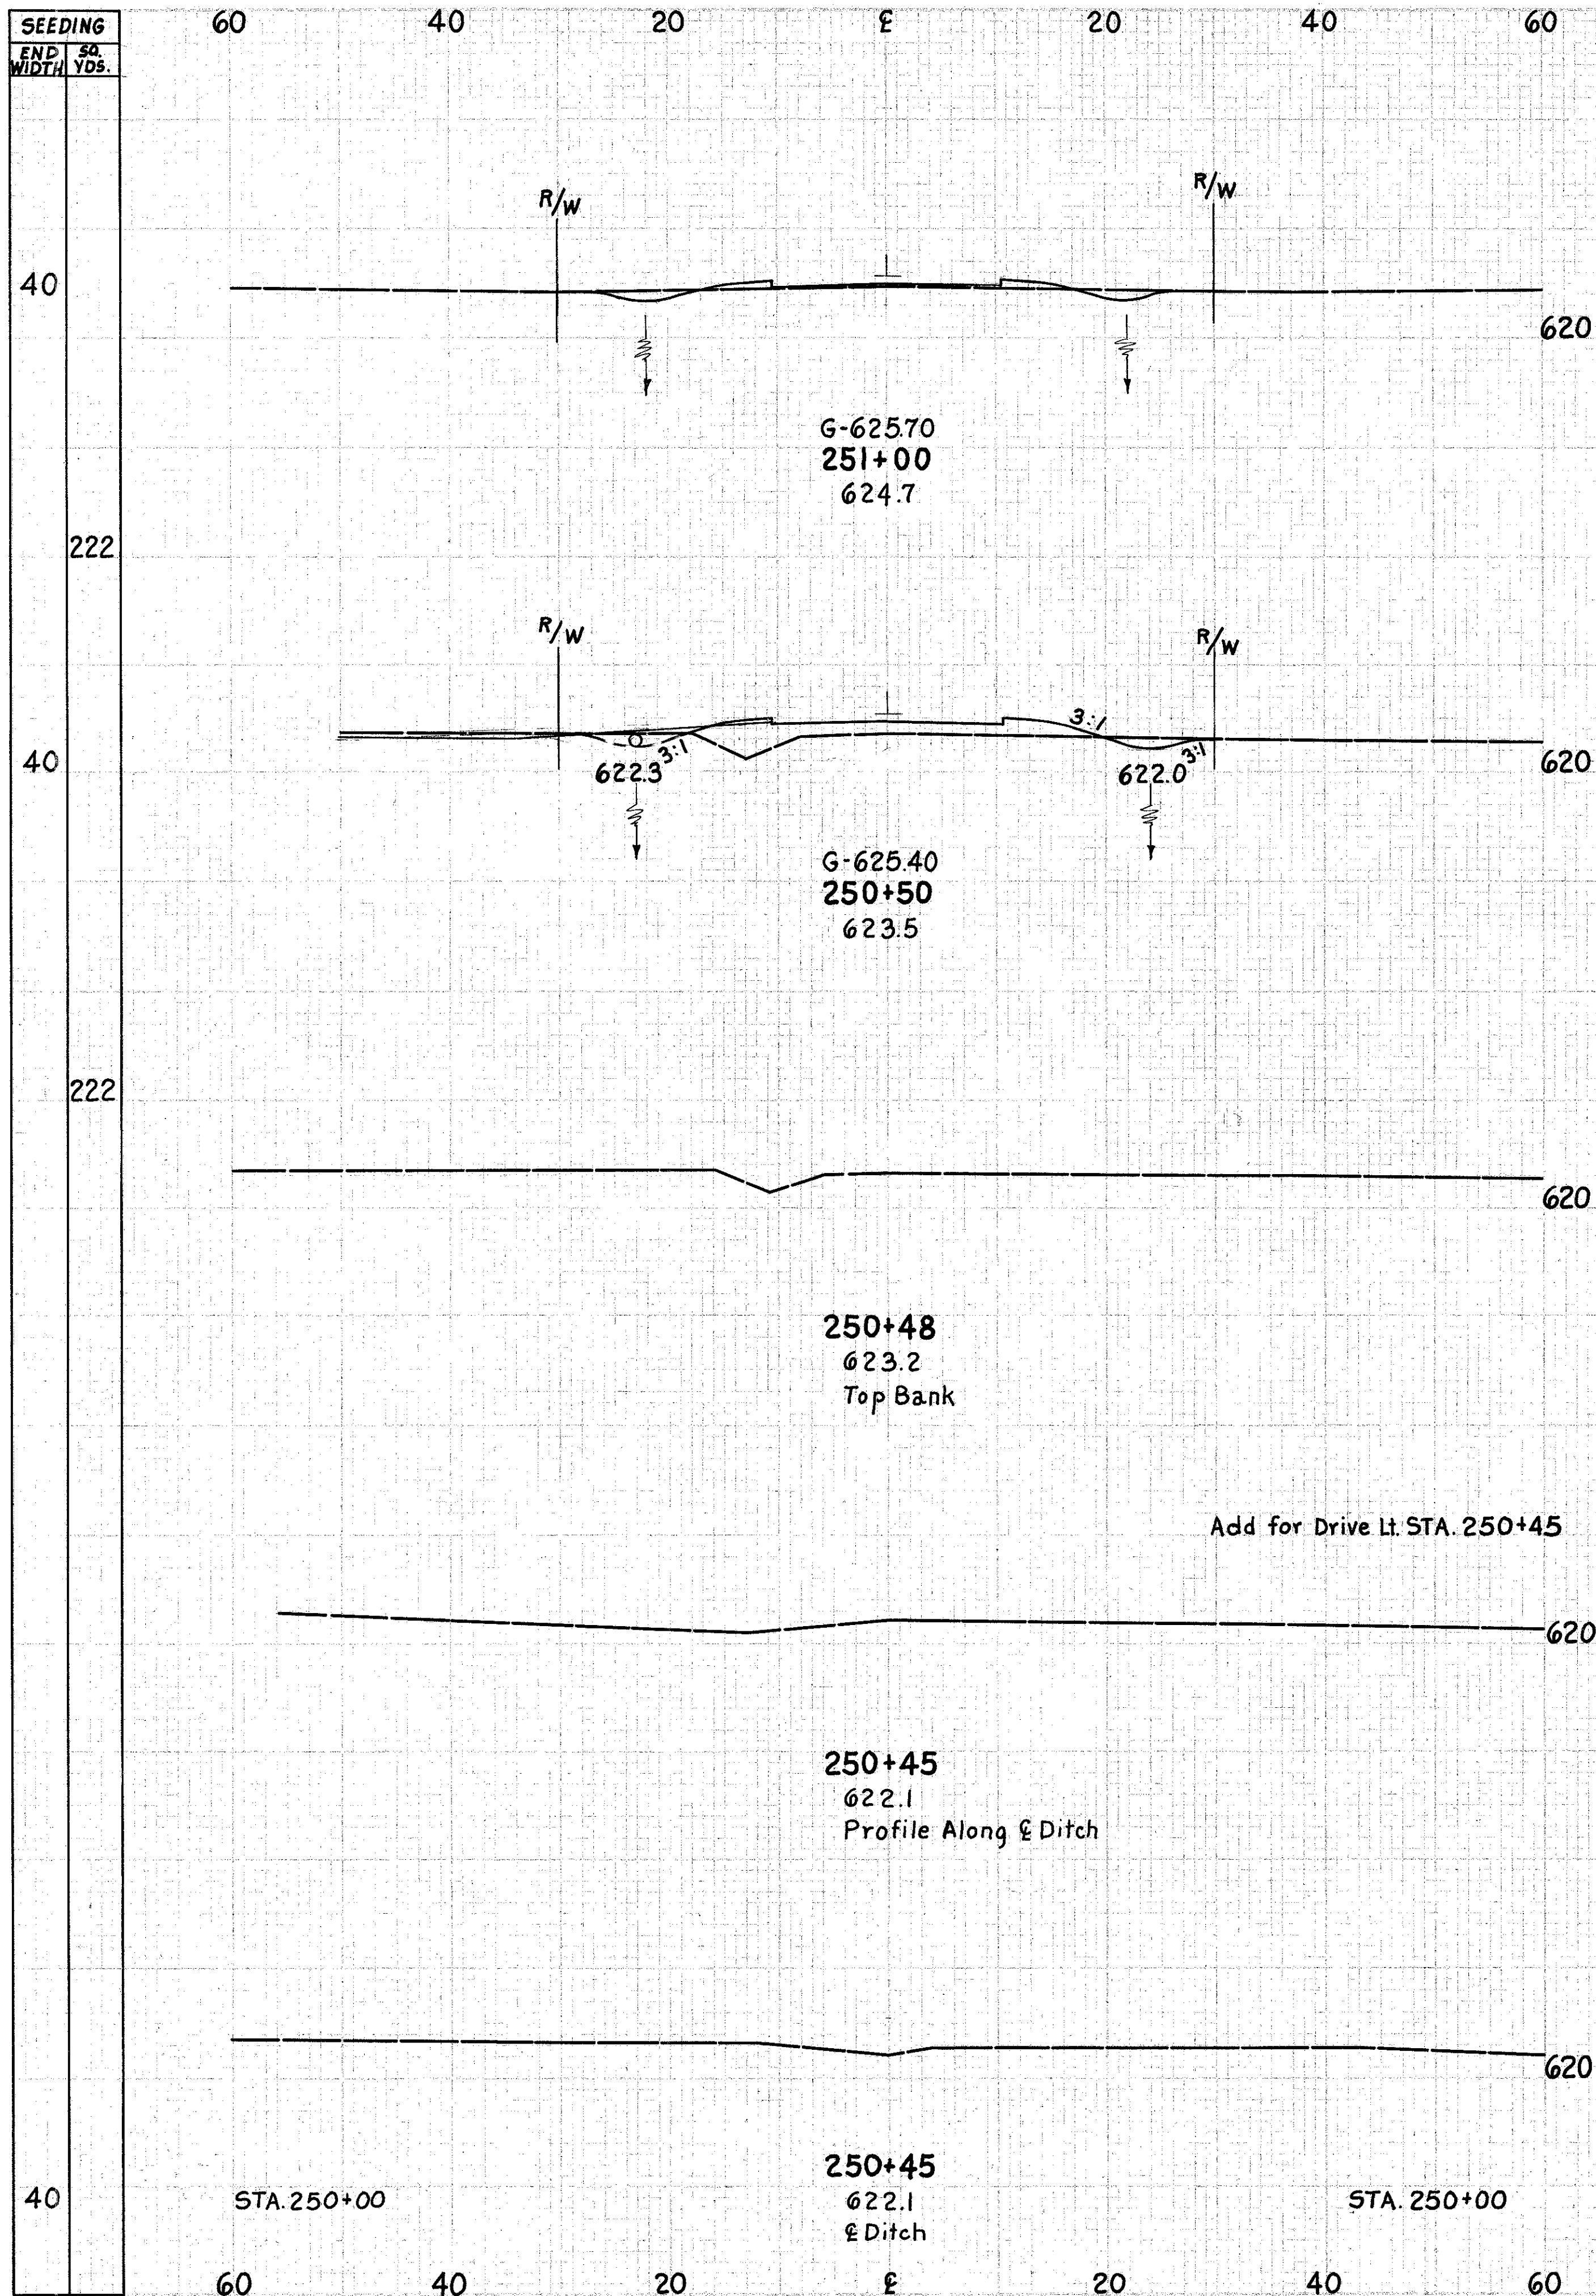 SEEDING
END WIDTH SQ. YDS.
60 40 20 ℄ 20 40 60
R/W R/W
40
620
G-625.70
251+00
624.7
222
R/W R/W
3:1
40 622.3 3:1 622.0 3:1 620
G-625.40
250+50
623.5
222
620
250+48
623.2
Top Bank
Add for Drive Lt. STA. 250+45
620
250+45
622.1
Profile Along ℄ Ditch
620
250+45
40 STA. 250+00 622.1 STA. 250+00
℄ Ditch
60 40 20 ℄ 20 40 60